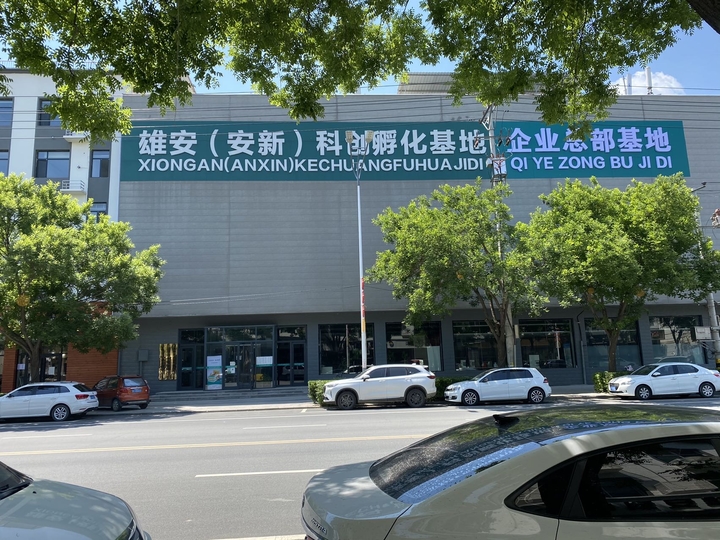 雄安（安新）科创孵化基地
XIONGAN(ANXIN)KECHUANGFUHUAJIDI
企业总部基地
QI YE ZONG BU JI DI